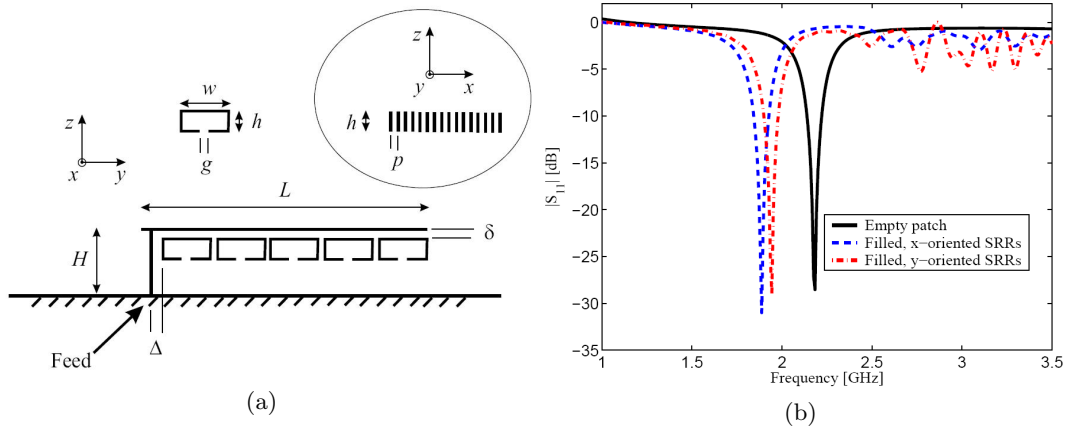 z
x
y
w
h
g
z
y
x
h
p
L
H
δ
Feed
Δ
(a)
0
−5
−10
−15
−20
−25
−30
−35
|S11| [dB]
Empty patch
Filled, x−oriented SRRs
Filled, y−oriented SRRs
1
1.5
2
2.5
3
3.5
Frequency [GHz]
(b)